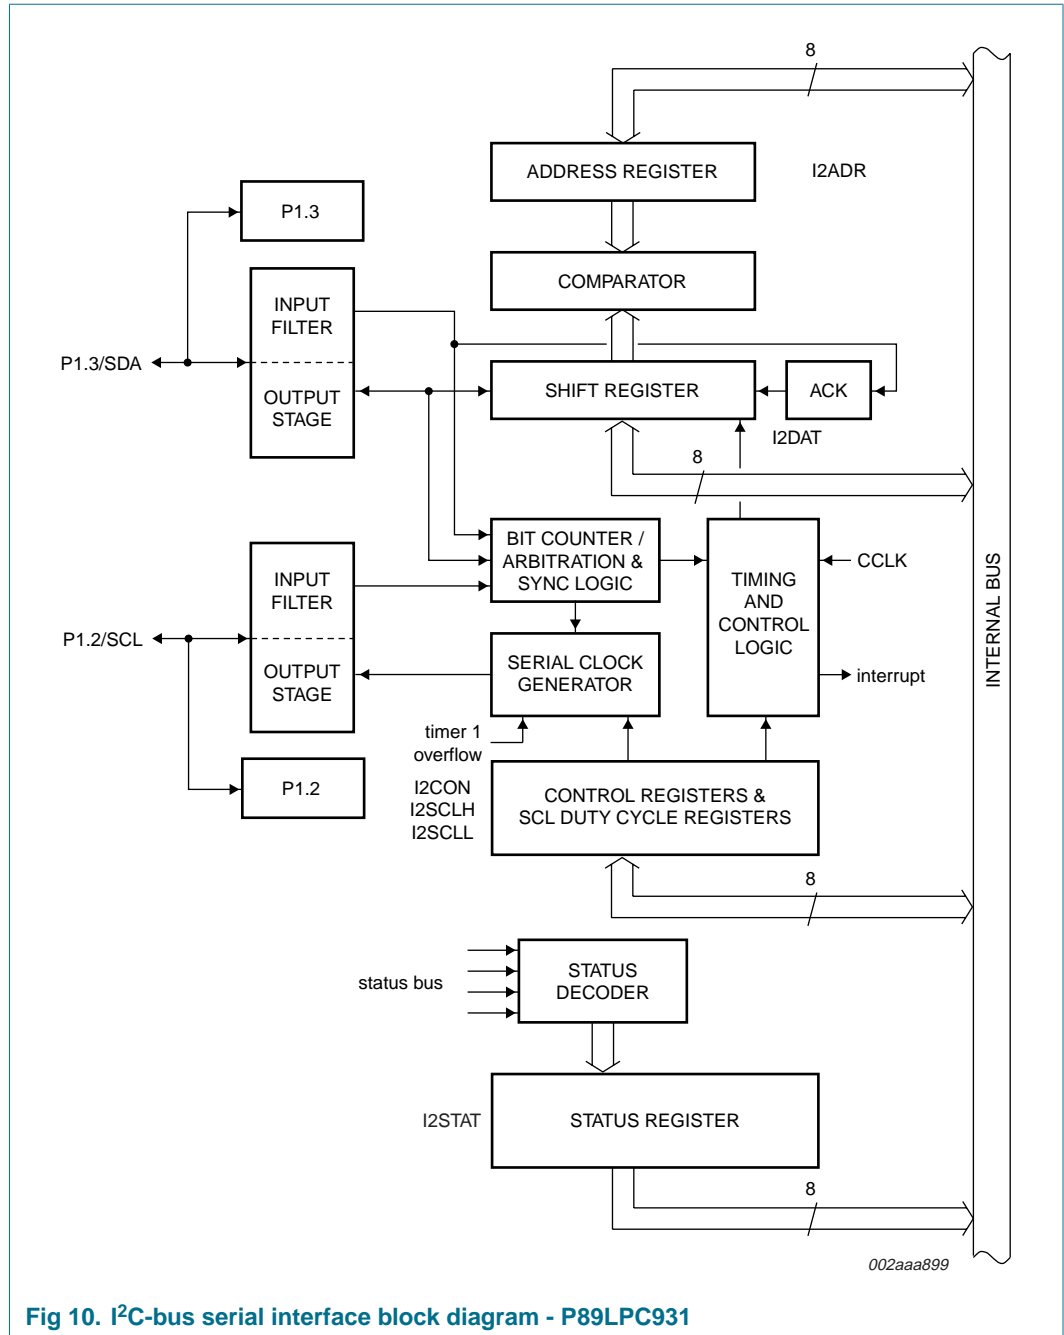 8
ADDRESS REGISTER
I2ADR
P1.3
COMPARATOR
INPUT
FILTER
P1.3/SDA
OUTPUT
STAGE
SHIFT REGISTER
ACK
I2DAT
8
BIT COUNTER /
ARBITRATION &
SYNC LOGIC
INPUT
FILTER
TIMING
AND
CONTROL
LOGIC
CCLK
INTERNAL BUS
P1.2/SCL
OUTPUT
STAGE
SERIAL CLOCK
GENERATOR
interrupt
timer 1
overflow
P1.2
I2CON
I2SCLH
I2SCLL
CONTROL REGISTERS &
SCL DUTY CYCLE REGISTERS
8
status bus
STATUS
DECODER
I2STAT
STATUS REGISTER
8
002aaa899
Fig 10. I²C-bus serial interface block diagram - P89LPC931